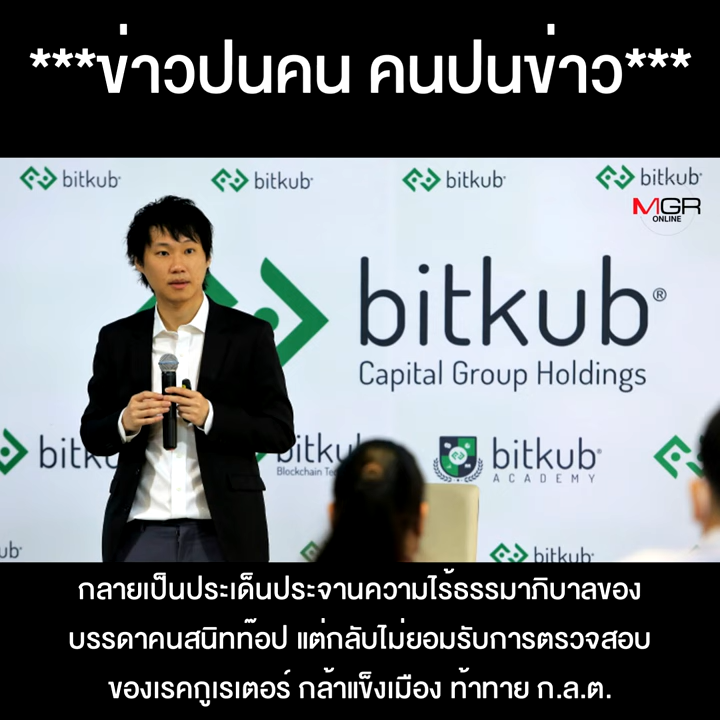 ***ข่าวปนคน คนปนข่าว***
bitkub®
bitkub®
bitkub®
bitkub®
MGR
ONLINE
bitkub®
Capital Group Holdings
bitkub
Blockchain
bitkub®
ACADEMY
bitkub
กลายเป็นประเด็นประจานความไร้ธรรมาภิบาลของ
บรรดาคนสนิทท๊อป แต่กลับไม่ยอมรับการตรวจสอบ
ของเรคกูเรเตอร์ กล้าแข็งเมือง ท้าทาย ก.ล.ต.